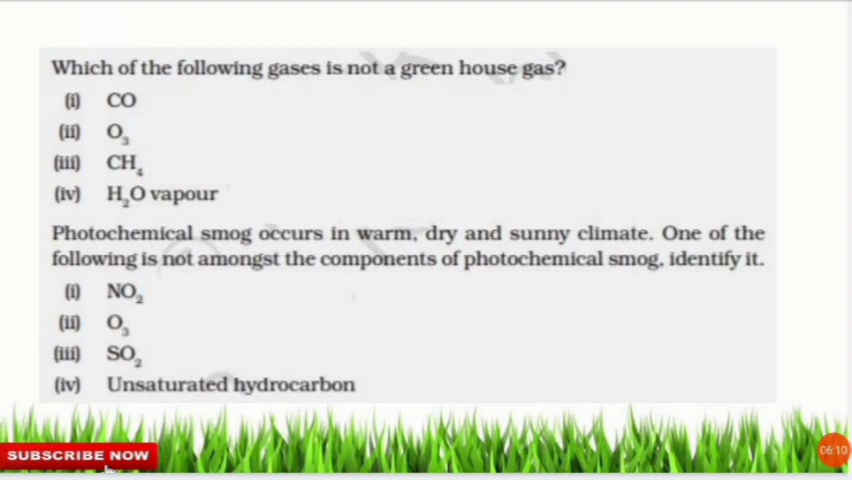 Which of the following gases is not a green house gas?
(i) CO
(ii) O₃
(iii) CH₄
(iv) H₂O vapour
Photochemical smog occurs in warm, dry and sunny climate. One of the
following is not amongst the components of photochemical smog, identify it.
(i) NO₂
(ii) O₃
(iii) SO₂
(iv) Unsaturated hydrocarbon
SUBSCRIBE NOW
06:10